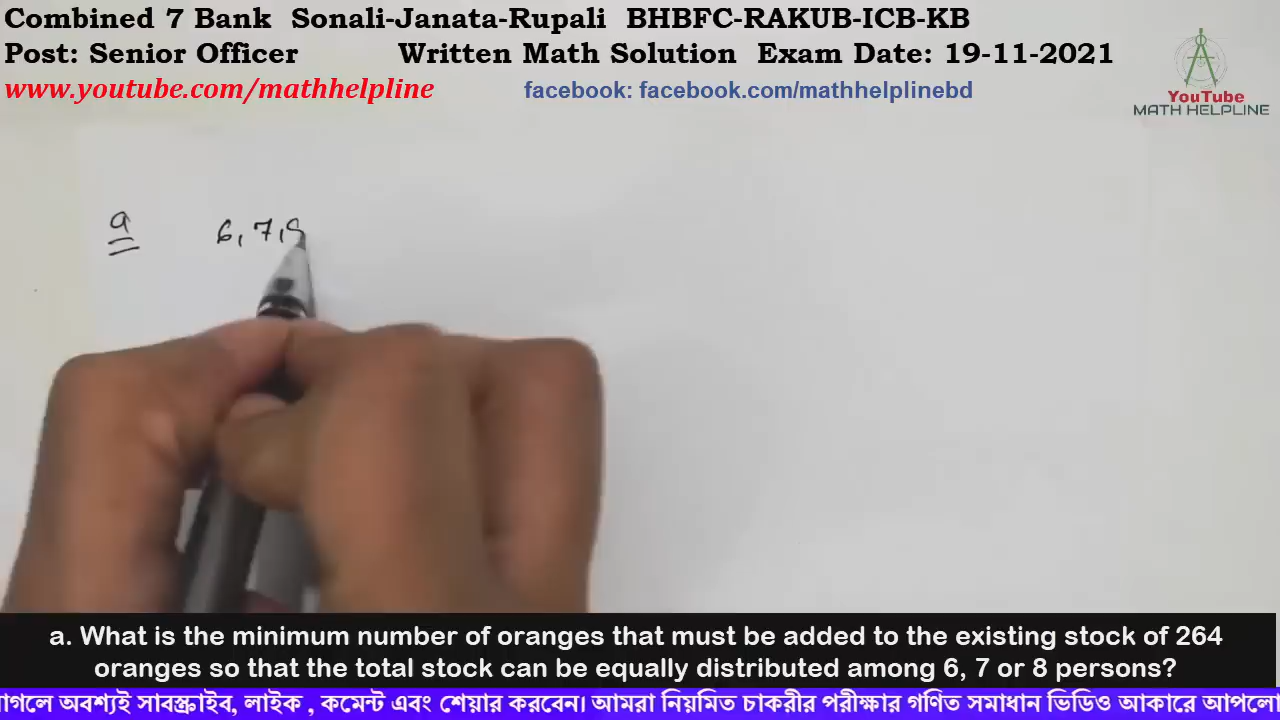 Combined 7 Bank Sonali-Janata-Rupali BHBFC-RAKUB-ICB-KB
Post: Senior Officer Written Math Solution Exam Date: 19-11-2021
www.youtube.com/mathhelpline facebook: facebook.com/mathhelplinebd
YouTube
MATH HELPLINE
a 6, 7,
a. What is the minimum number of oranges that must be added to the existing stock of 264
oranges so that the total stock can be equally distributed among 6, 7 or 8 persons?
াগলে অবশ্যই সাবস্ক্রাইব, লাইক , কমেন্ট এবং শেয়ার করবেন। আমরা নিয়মিত চাকরীর পরীক্ষার গণিত সমাধান ভিডিও আকারে আপলো